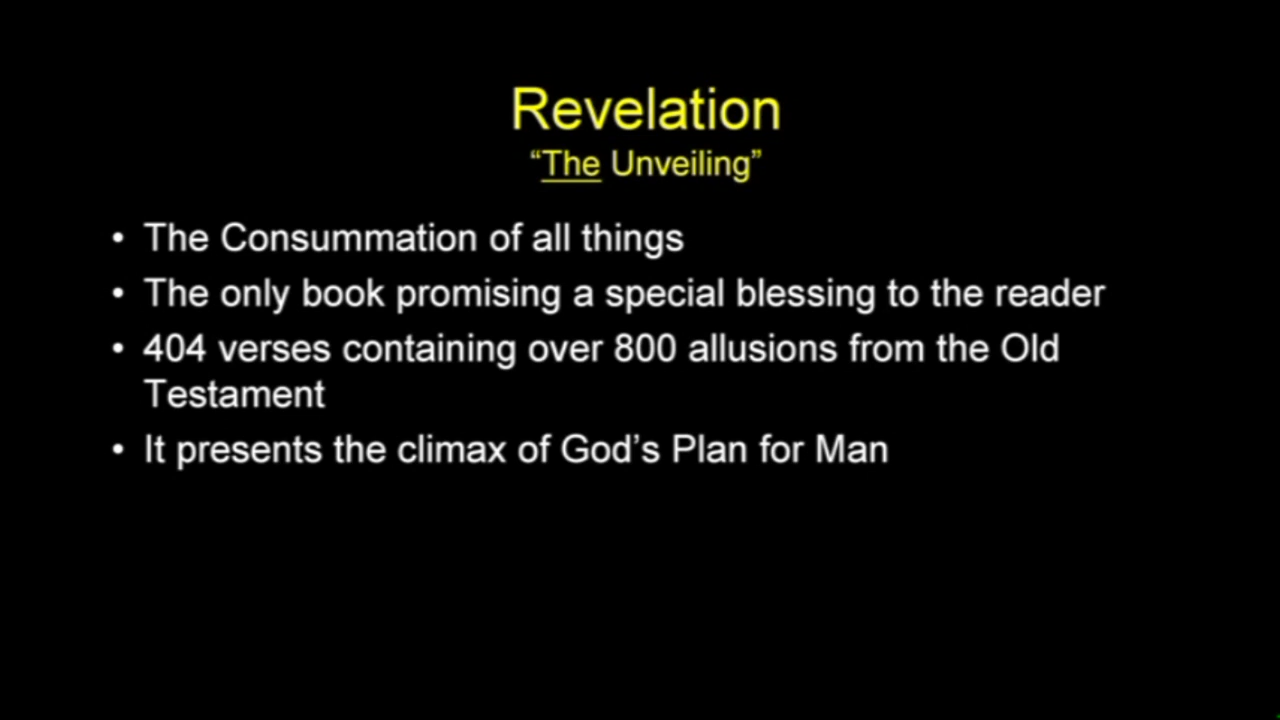 Revelation
“The Unveiling”
• The Consummation of all things
• The only book promising a special blessing to the reader
• 404 verses containing over 800 allusions from the Old
Testament
• It presents the climax of God’s Plan for Man